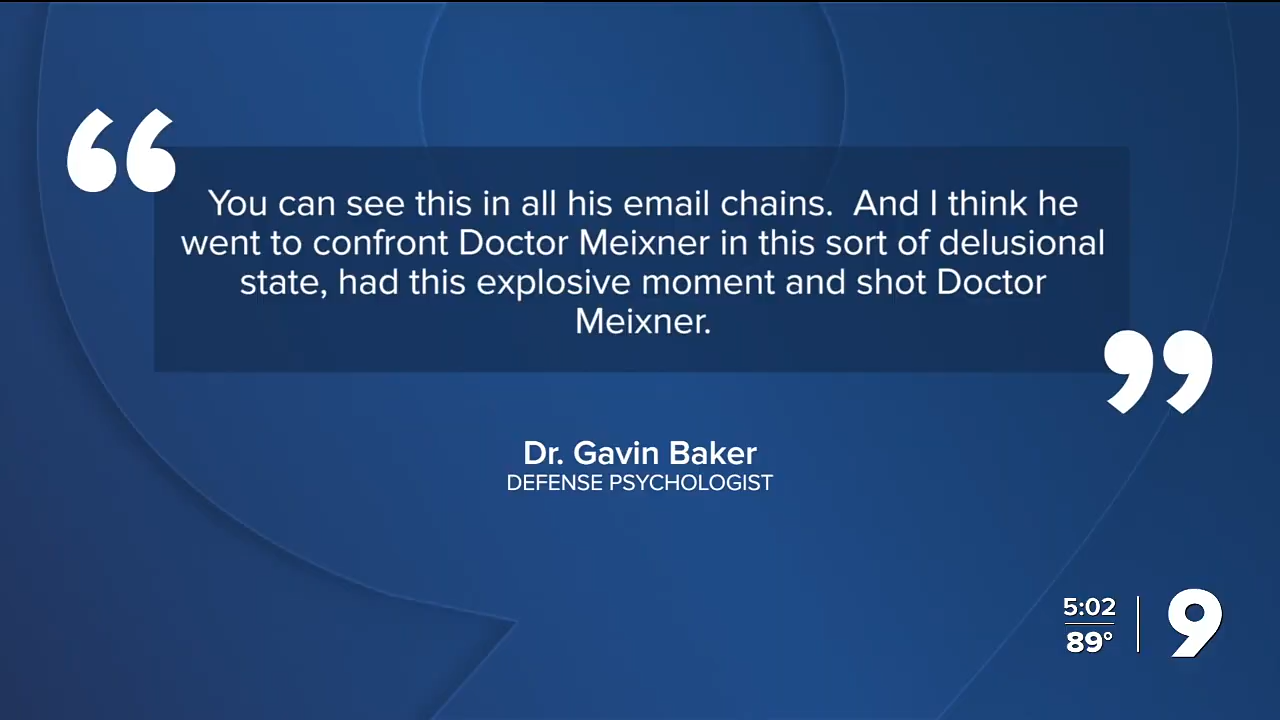 “
You can see this in all his email chains.  And I think he
went to confront Doctor Meixner in this sort of delusional
state, had this explosive moment and shot Doctor
Meixner.
”
Dr. Gavin Baker
DEFENSE PSYCHOLOGIST
5:02
89°
9